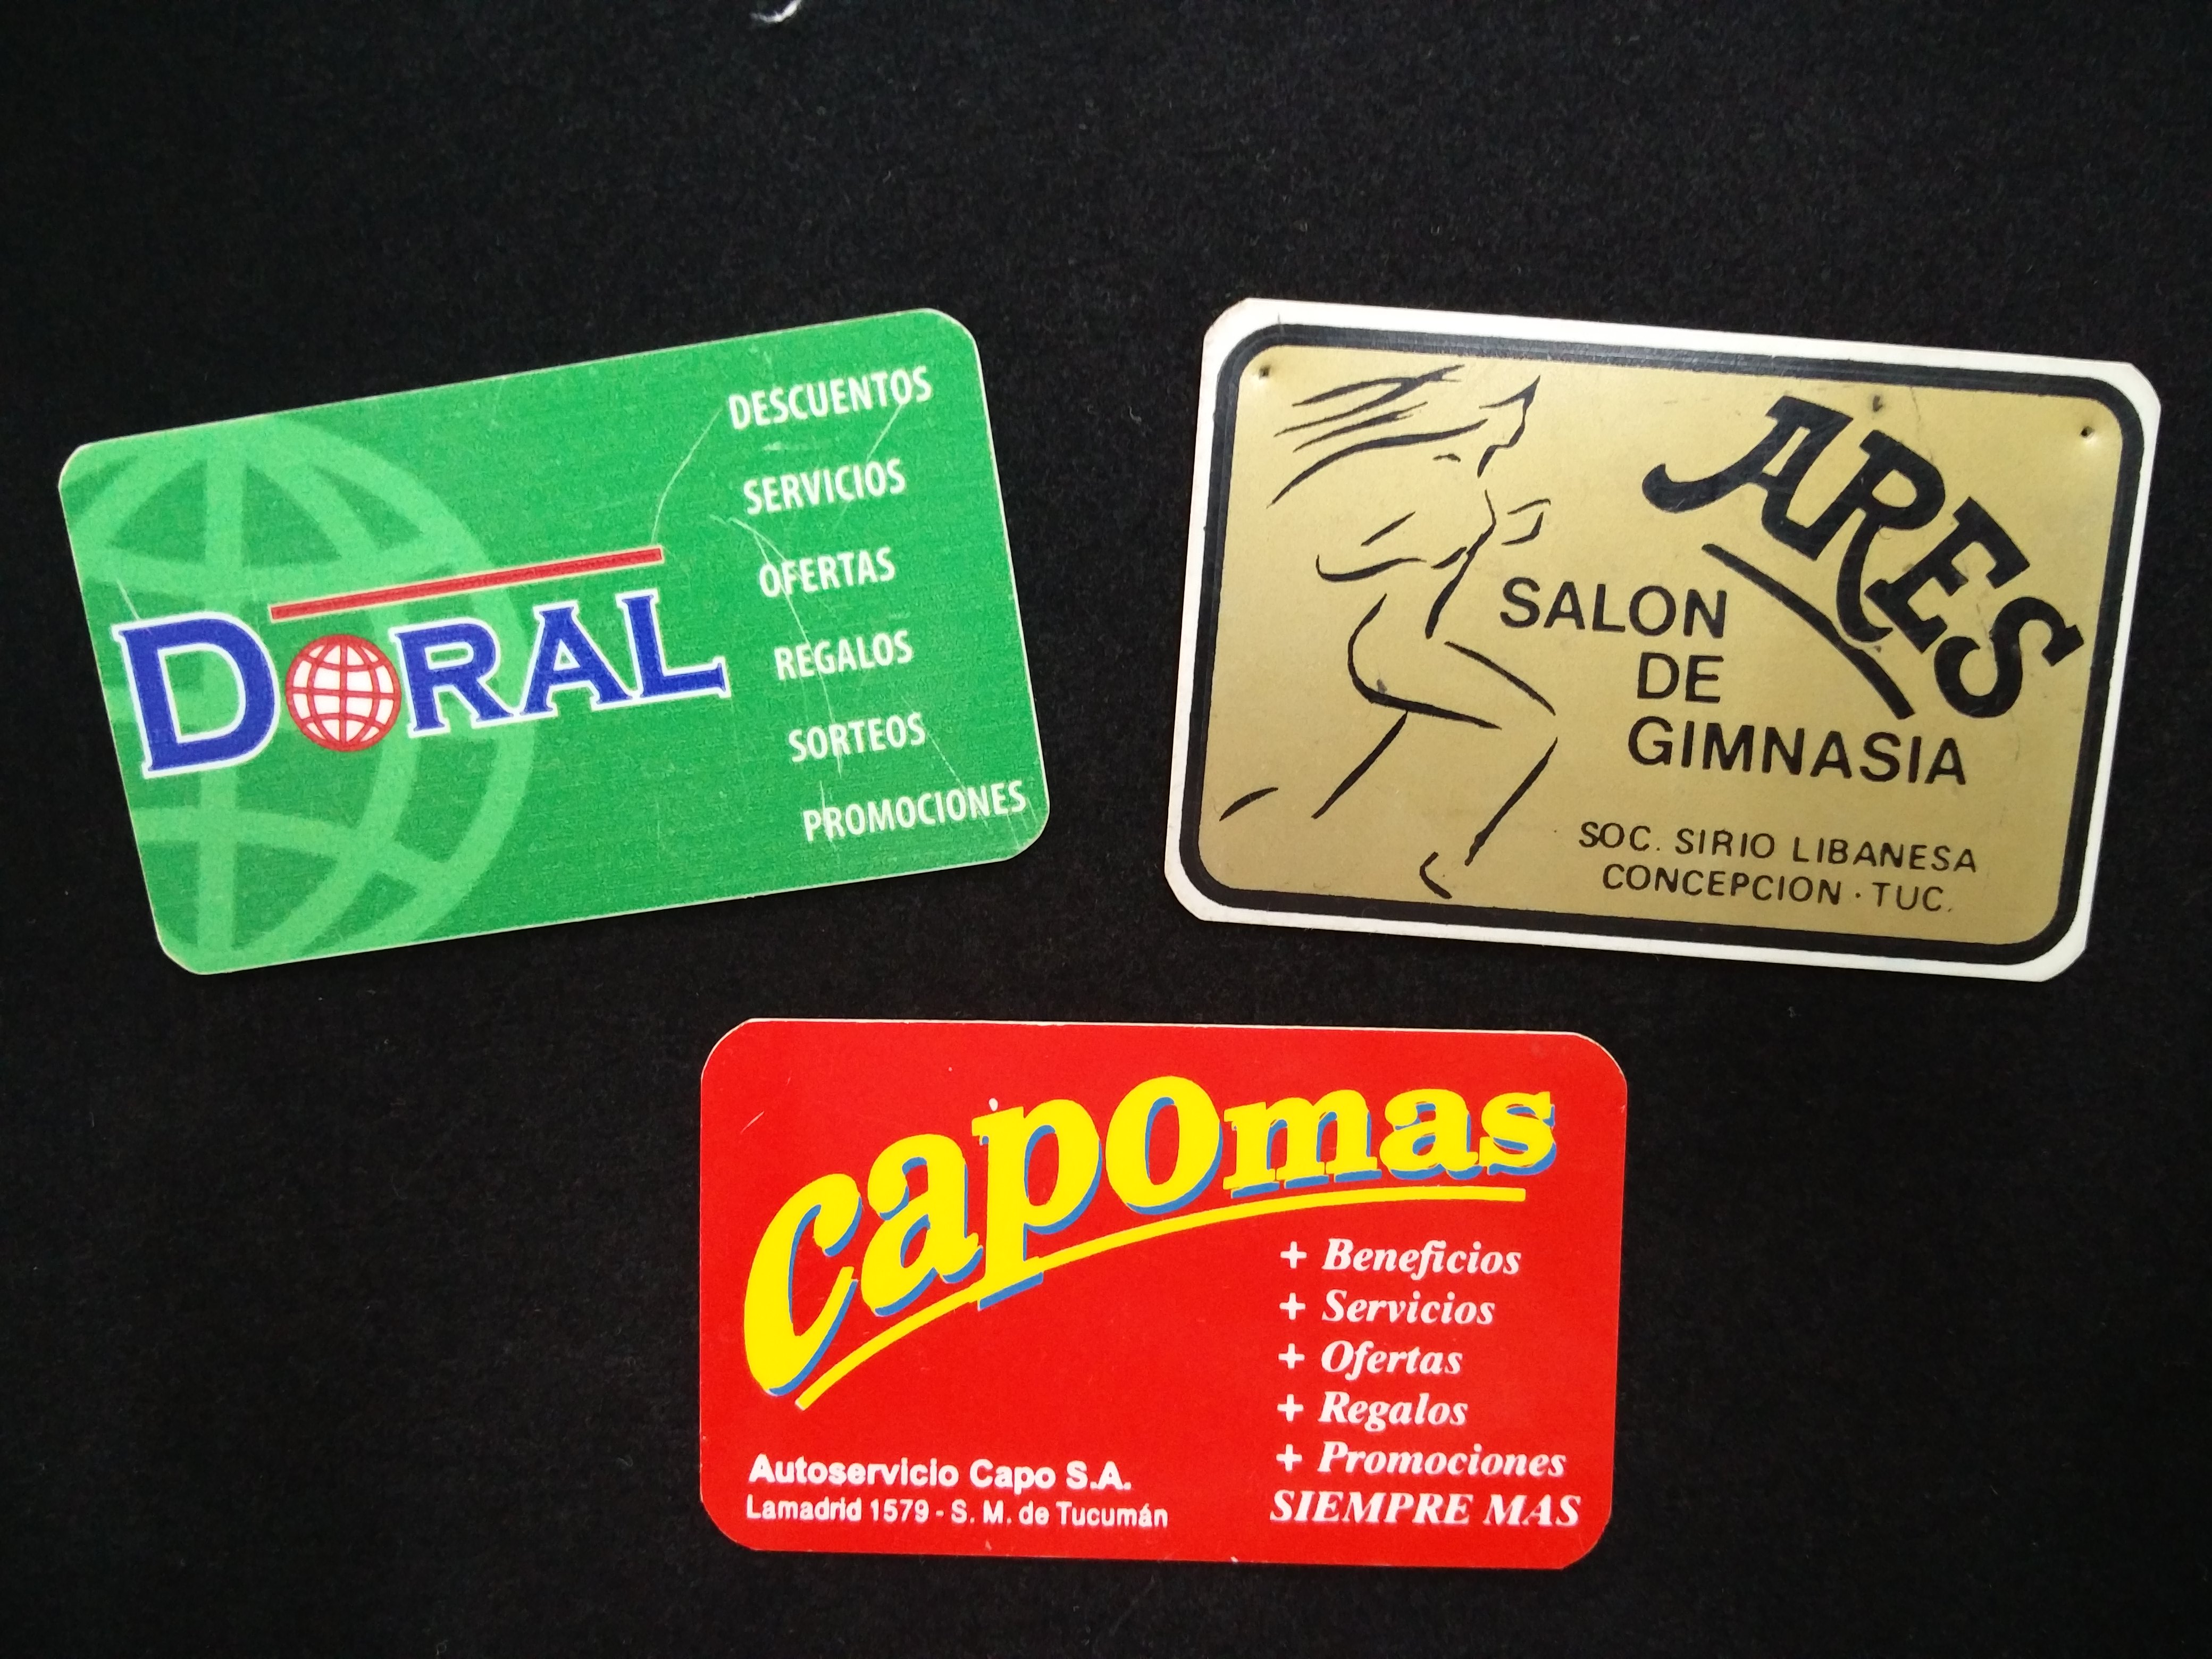 DORAL
DESCUENTOS
SERVICIOS
OFERTAS
REGALOS
SORTEOS
PROMOCIONES
ARES
SALON
DE
GIMNASIA
SOC. SIRIO LIBANESA
CONCEPCION · TUC.
capomas
+ Beneficios
+ Servicios
+ Ofertas
+ Regalos
+ Promociones
SIEMPRE MAS
Autoservicio Capo S.A.
Lamadrid 1579 - S. M. de Tucumán